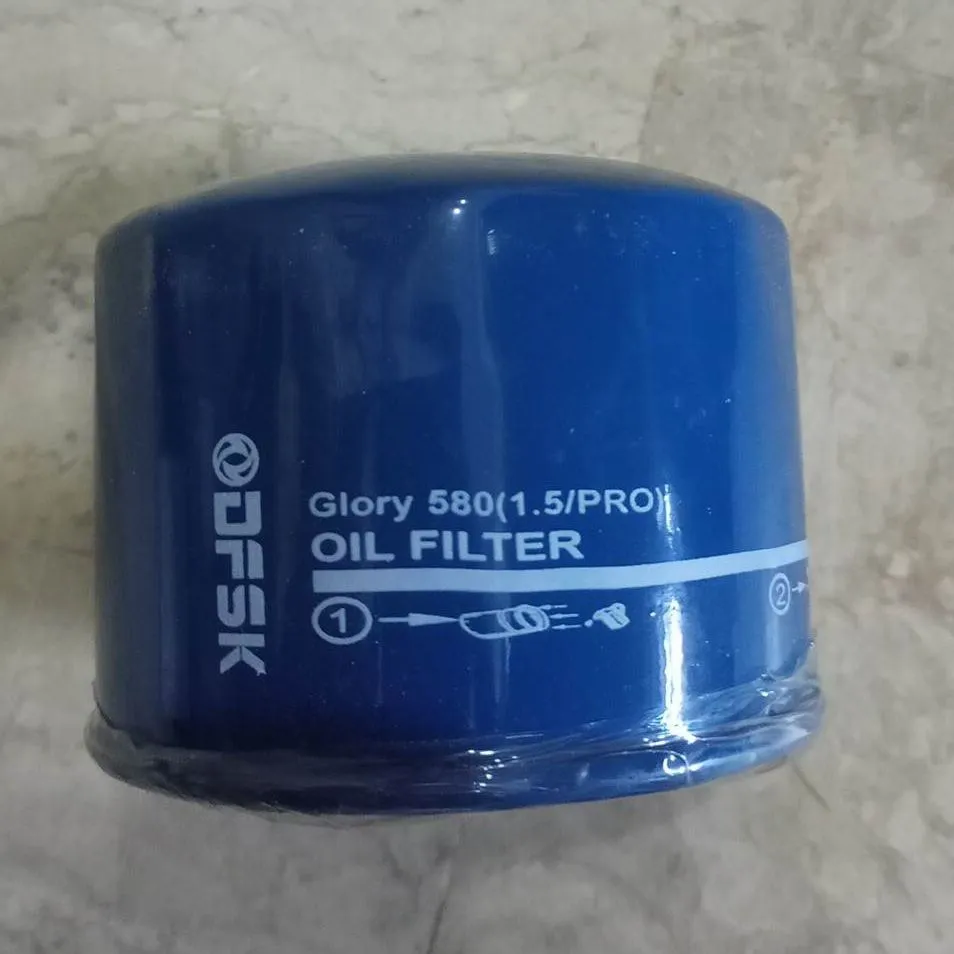 DFSK
Glory 580(1.5/PRO)
OIL FILTER
1
2